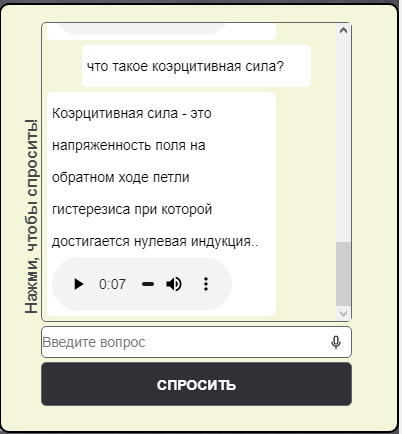 что такое коэрцитивная сила?
Коэрцитивная сила - это
напряженность поля на
обратном ходе петли
гистерезиса при которой
достигается нулевая индукция..
0:07
Нажми, чтобы спросить!
Введите вопрос
СПРОСИТЬ